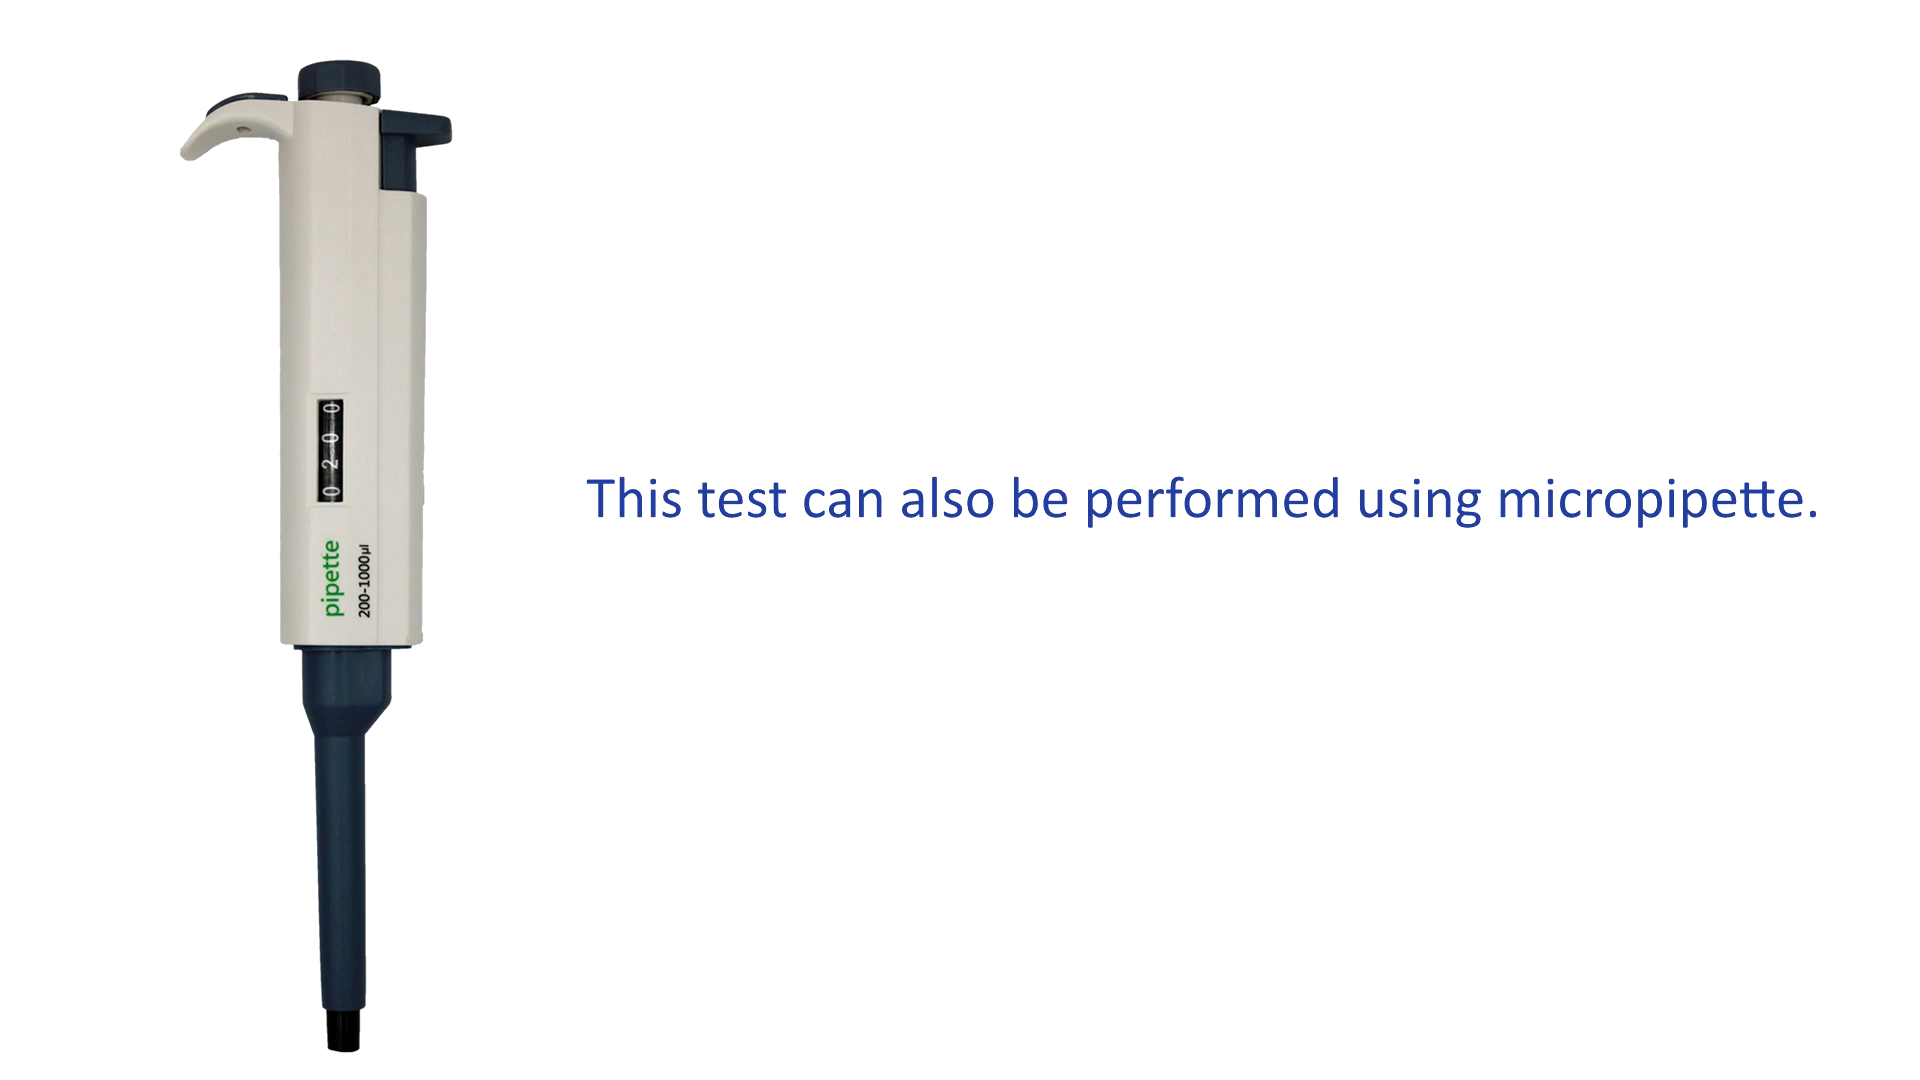 0 2 0 0
pipette
200-1000µl
This test can also be performed using micropipette.